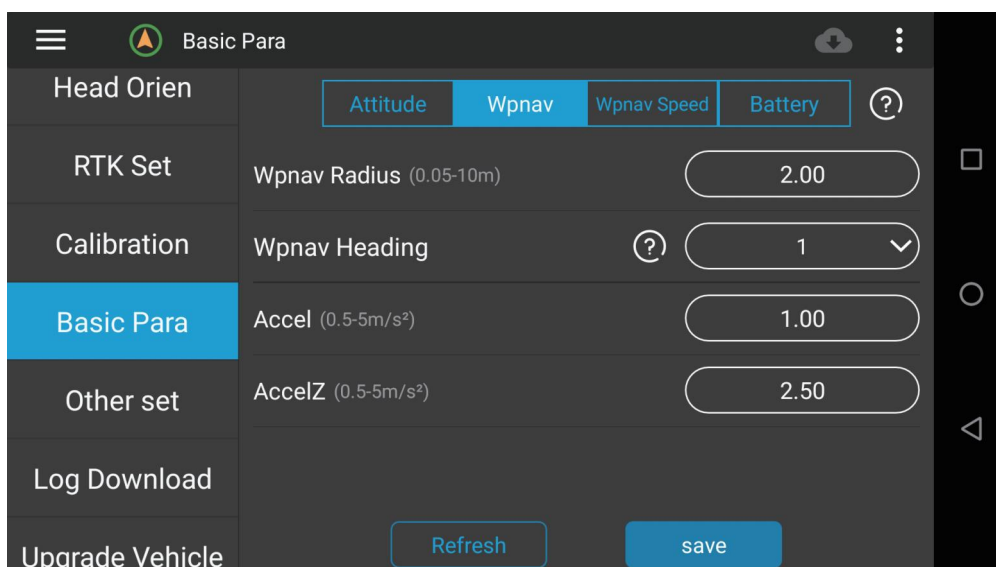 Basic Para
Head Orien
RTK Set
Calibration
Basic Para
Other set
Log Download
Upgrade Vehicle
Attitude Wpnav Wpnav Speed Battery ?
Wpnav Radius (0.05-10m) 2.00
Wpnav Heading ? 1
Accel (0.5-5m/s²) 1.00
AccelZ (0.5-5m/s²) 2.50
Refresh save